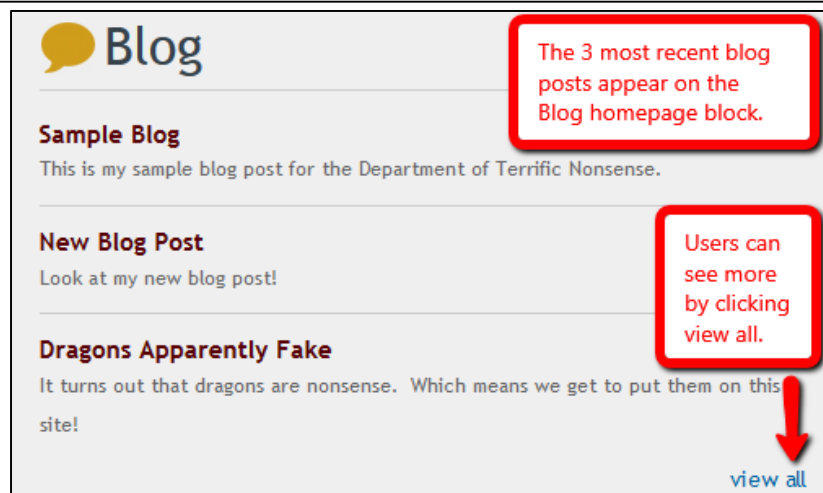 Blog
The 3 most recent blog
posts appear on the
Blog homepage block.
Sample Blog
This is my sample blog post for the Department of Terrific Nonsense.
New Blog Post
Look at my new blog post!
Users can
see more
by clicking
view all.
Dragons Apparently Fake
It turns out that dragons are nonsense.  Which means we get to put them on this
site!
view all